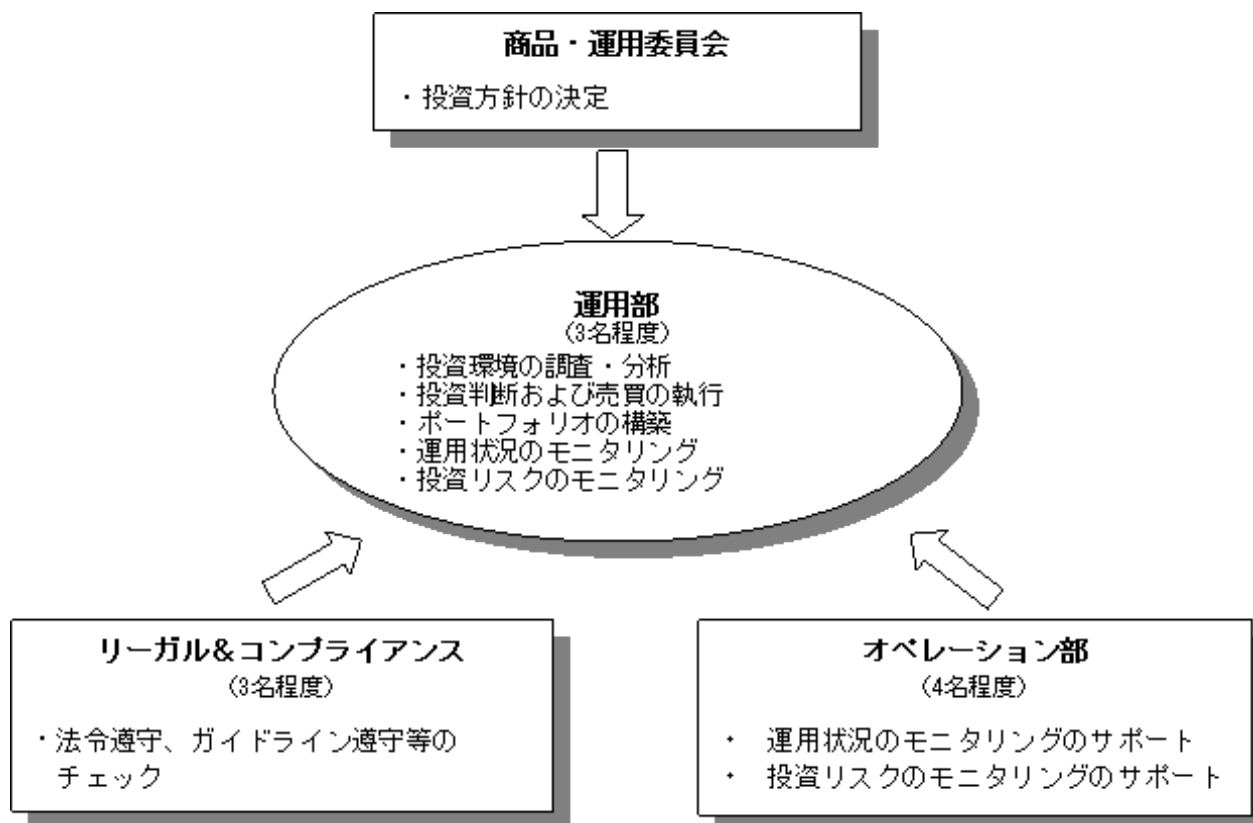 商品・運用委員会
・投資方針の決定
運用部
(3名程度)
・投資環境の調査・分析
・投資判断および売買の執行
・ポートフォリオの構築
・運用状況のモニタリング
・投資リスクのモニタリング
リーガル&コンプライアンス
(3名程度)
・法令遵守、ガイドライン遵守等の
チェック
オペレーション部
(4名程度)
・ 運用状況のモニタリングのサポート
・ 投資リスクのモニタリングのサポート